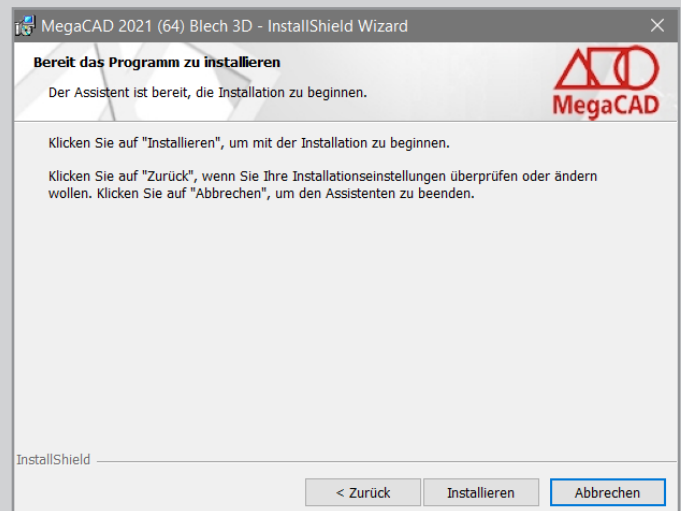 MegaCAD 2021 (64) Blech 3D - InstallShield Wizard
Bereit das Programm zu installieren
Der Assistent ist bereit, die Installation zu beginnen.
MegaCAD
Klicken Sie auf "Installieren", um mit der Installation zu beginnen.
Klicken Sie auf "Zurück", wenn Sie Ihre Installationseinstellungen überprüfen oder ändern
wollen. Klicken Sie auf "Abbrechen", um den Assistenten zu beenden.
InstallShield
< Zurück Installieren Abbrechen